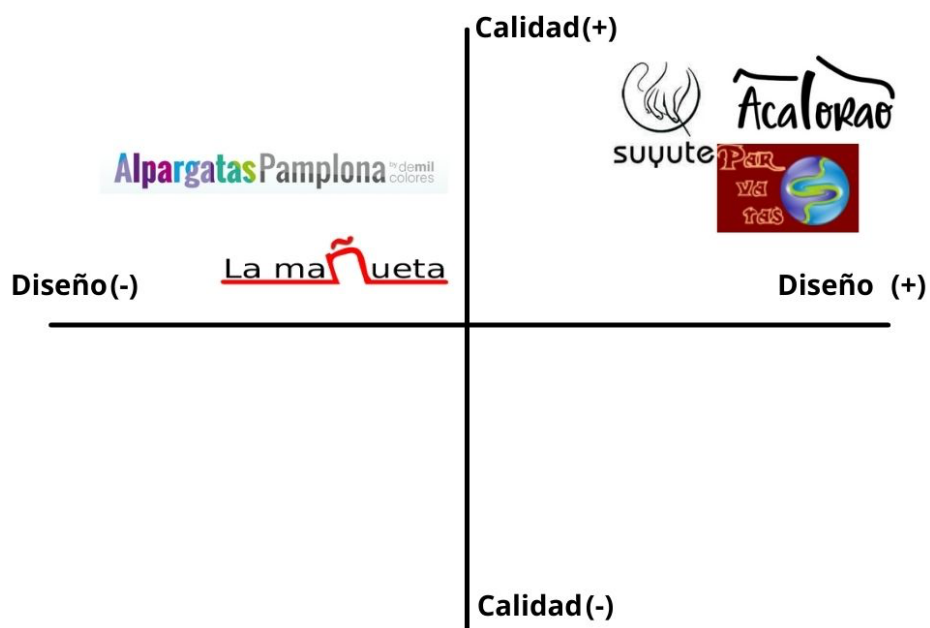 Calidad (+)
suyute
Acalorao
Par
va
tas
Alpargatas Pamplona by demil
colores
La mañueta
Diseño (-)
Diseño (+)
Calidad (-)